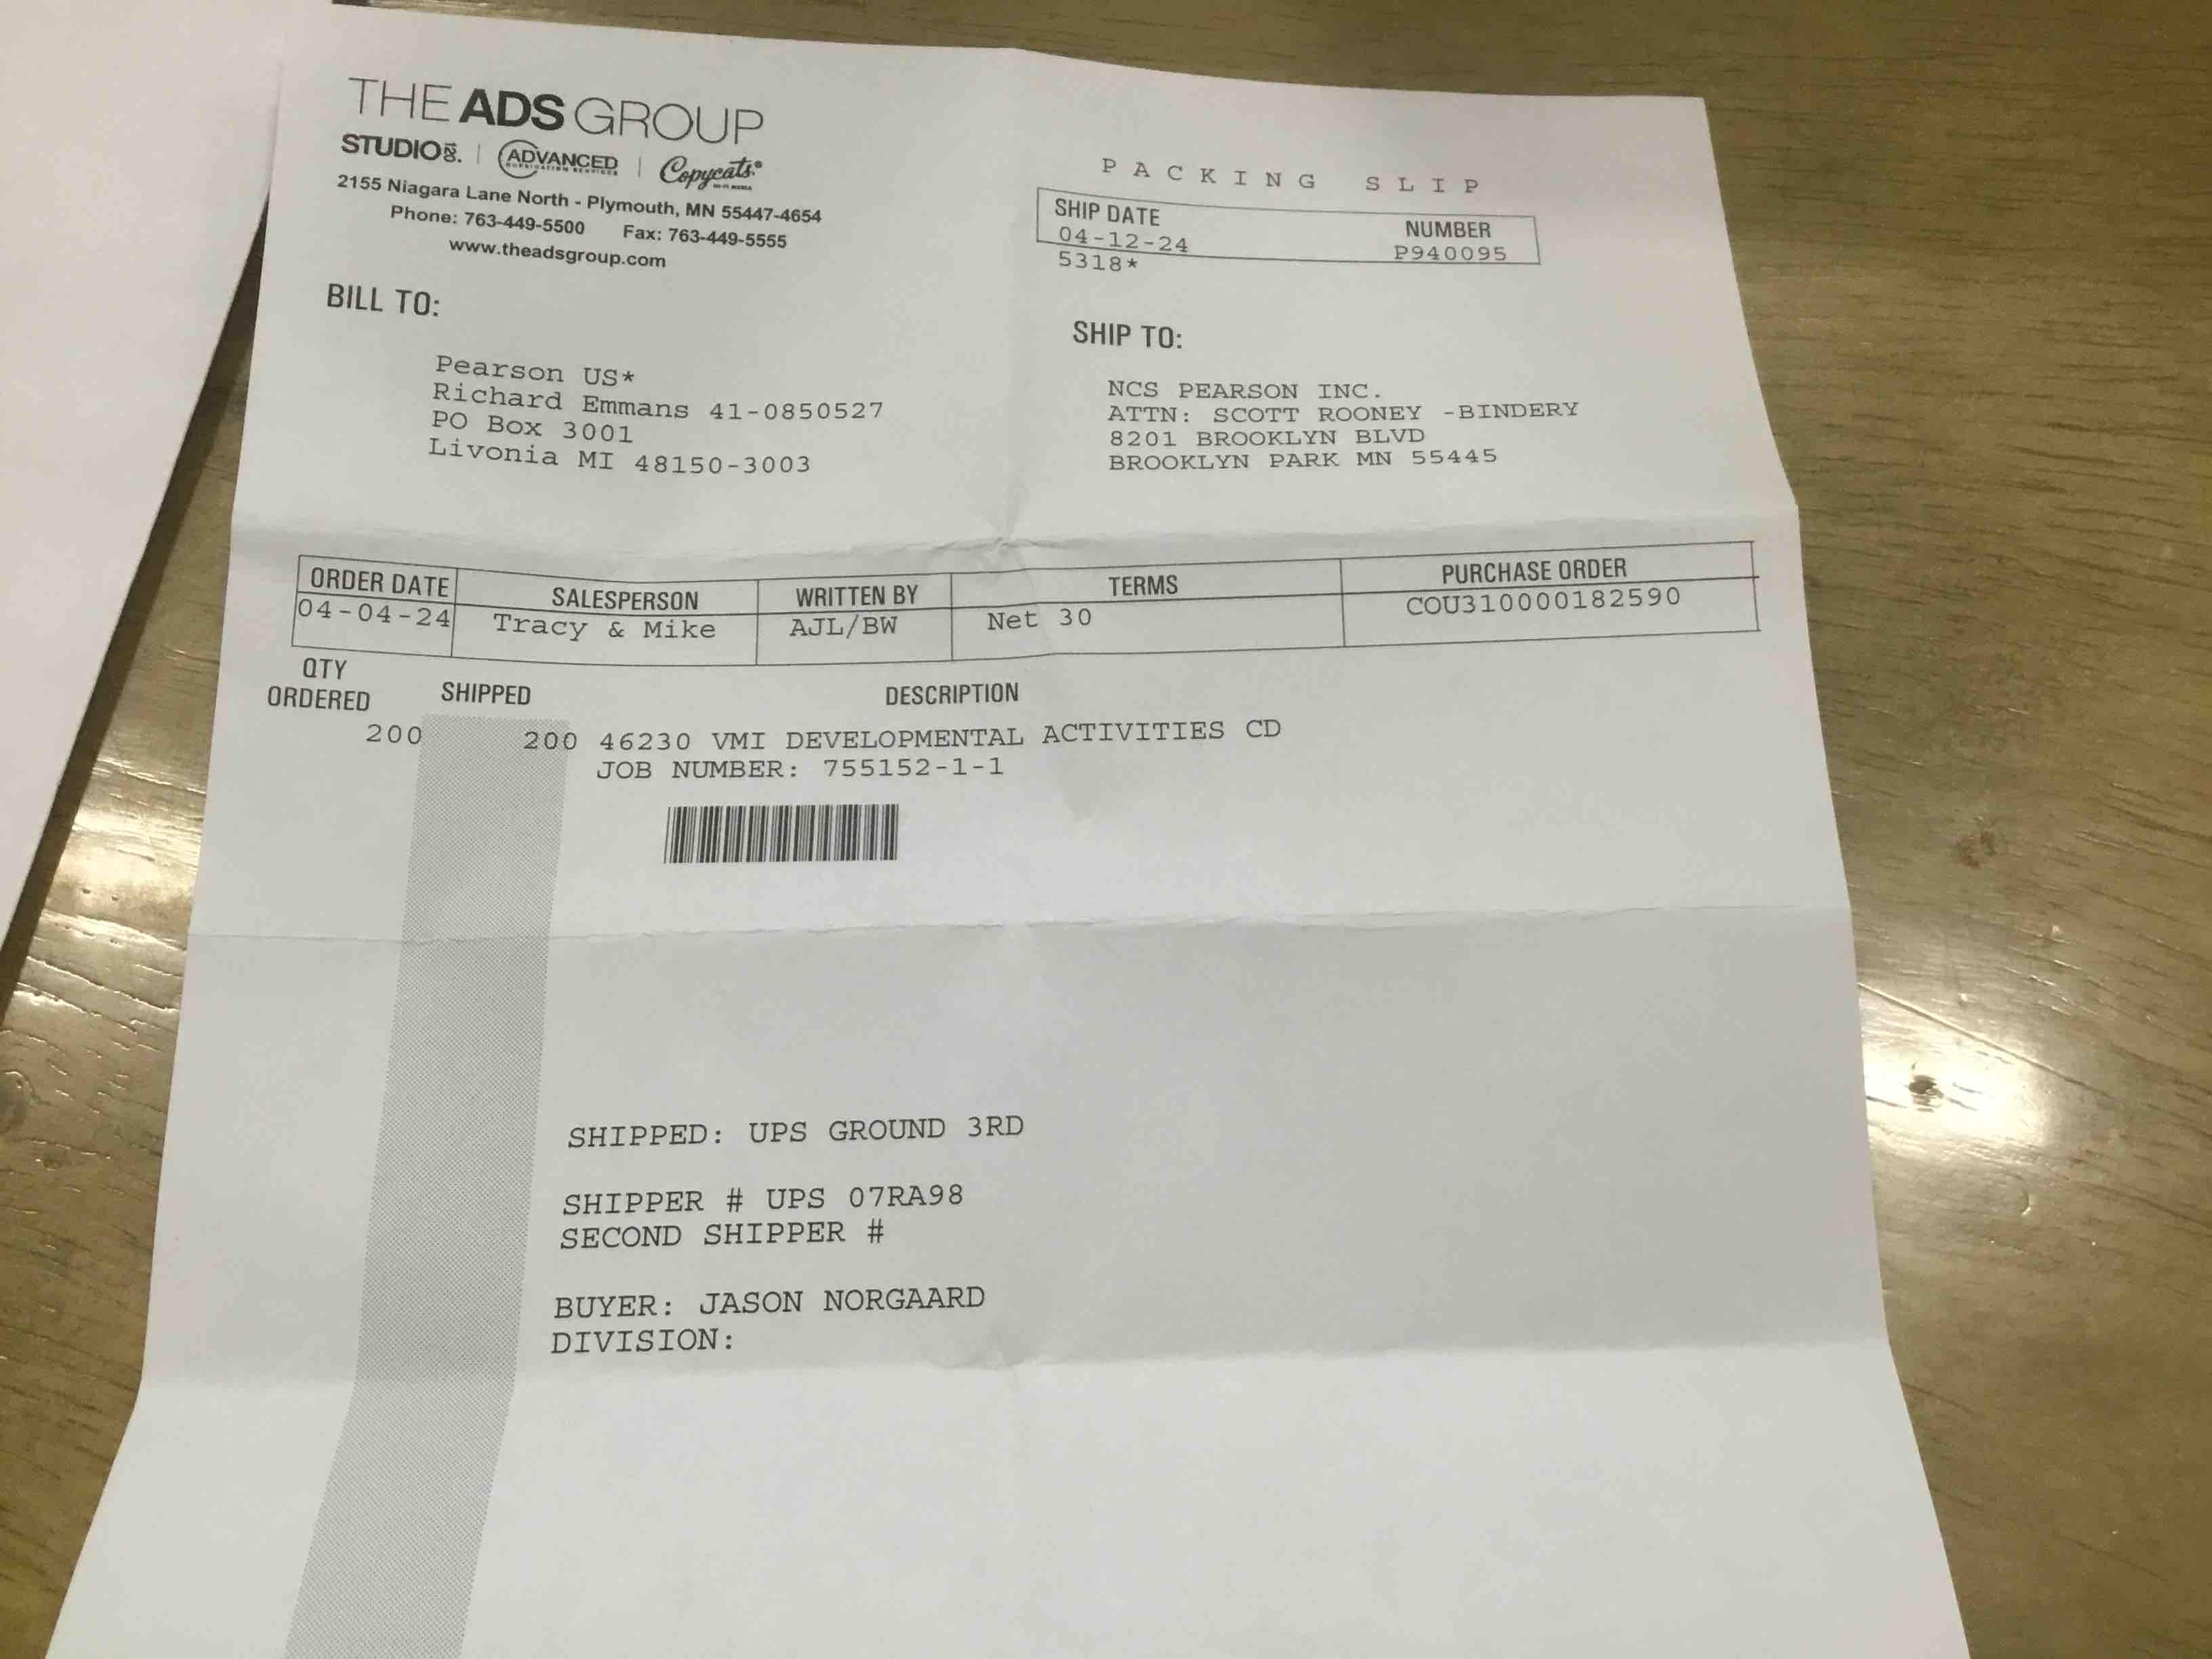 THE ADS GROUP
STUDIO | ADVANCED | Copycats
2155 Niagara Lane North - Plymouth, MN 55447-4654
Phone: 763-449-5500 Fax: 763-449-5555
www.theadsgroup.com
PACKING SLIP
SHIP DATE NUMBER
04-12-24 P940095
5318*
BILL TO:
Pearson US*
Richard Emmans 41-0850527
PO Box 3001
Livonia MI 48150-3003
SHIP TO:
NCS PEARSON INC.
ATTN: SCOTT ROONEY -BINDERY
8201 BROOKLYN BLVD
BROOKLYN PARK MN 55445
ORDER DATE SALESPERSON WRITTEN BY TERMS PURCHASE ORDER
04-04-24 Tracy & Mike AJL/BW Net 30 COU310000182590
QTY
ORDERED SHIPPED DESCRIPTION
200 200 46230 VMI DEVELOPMENTAL ACTIVITIES CD
JOB NUMBER: 755152-1-1
SHIPPED: UPS GROUND 3RD
SHIPPER # UPS 07RA98
SECOND SHIPPER #
BUYER: JASON NORGAARD
DIVISION: